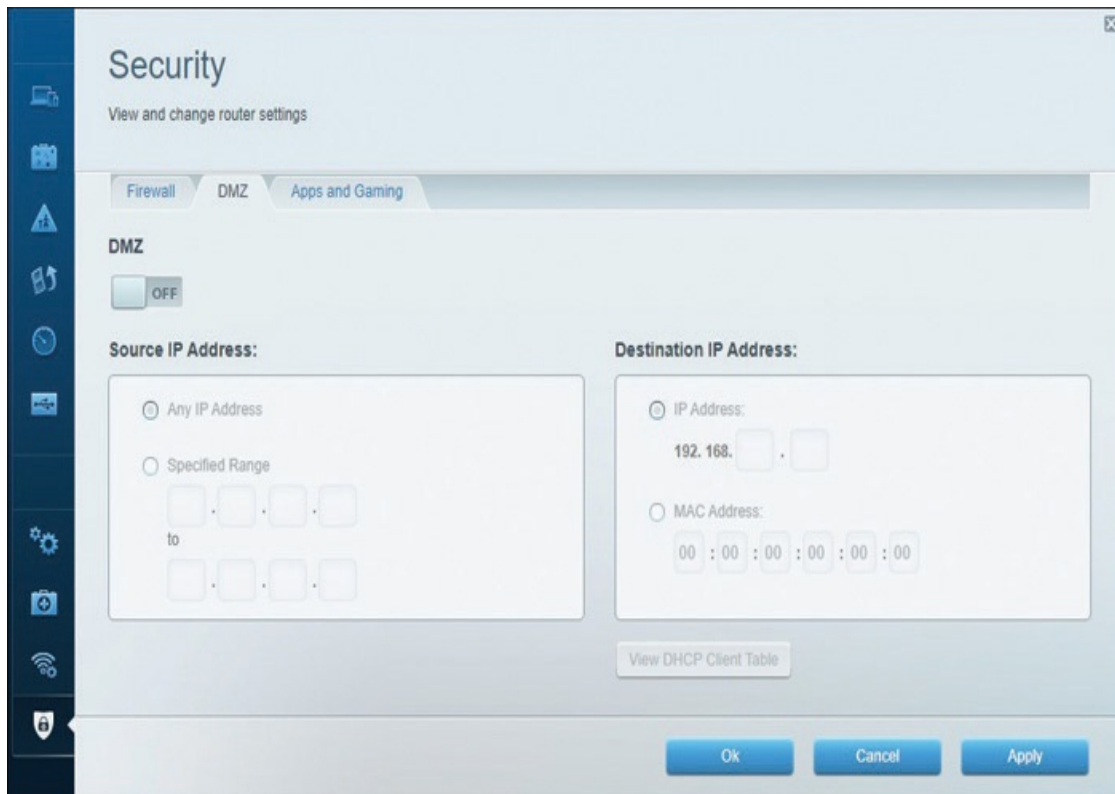 Security
View and change router settings
Firewall DMZ Apps and Gaming
DMZ
OFF
Source IP Address:
Any IP Address
Specified Range
. . .
to
. . .
Destination IP Address:
IP Address:
192. 168. .
MAC Address:
00 : 00 : 00 : 00 : 00 : 00
View DHCP Client Table
Ok Cancel Apply